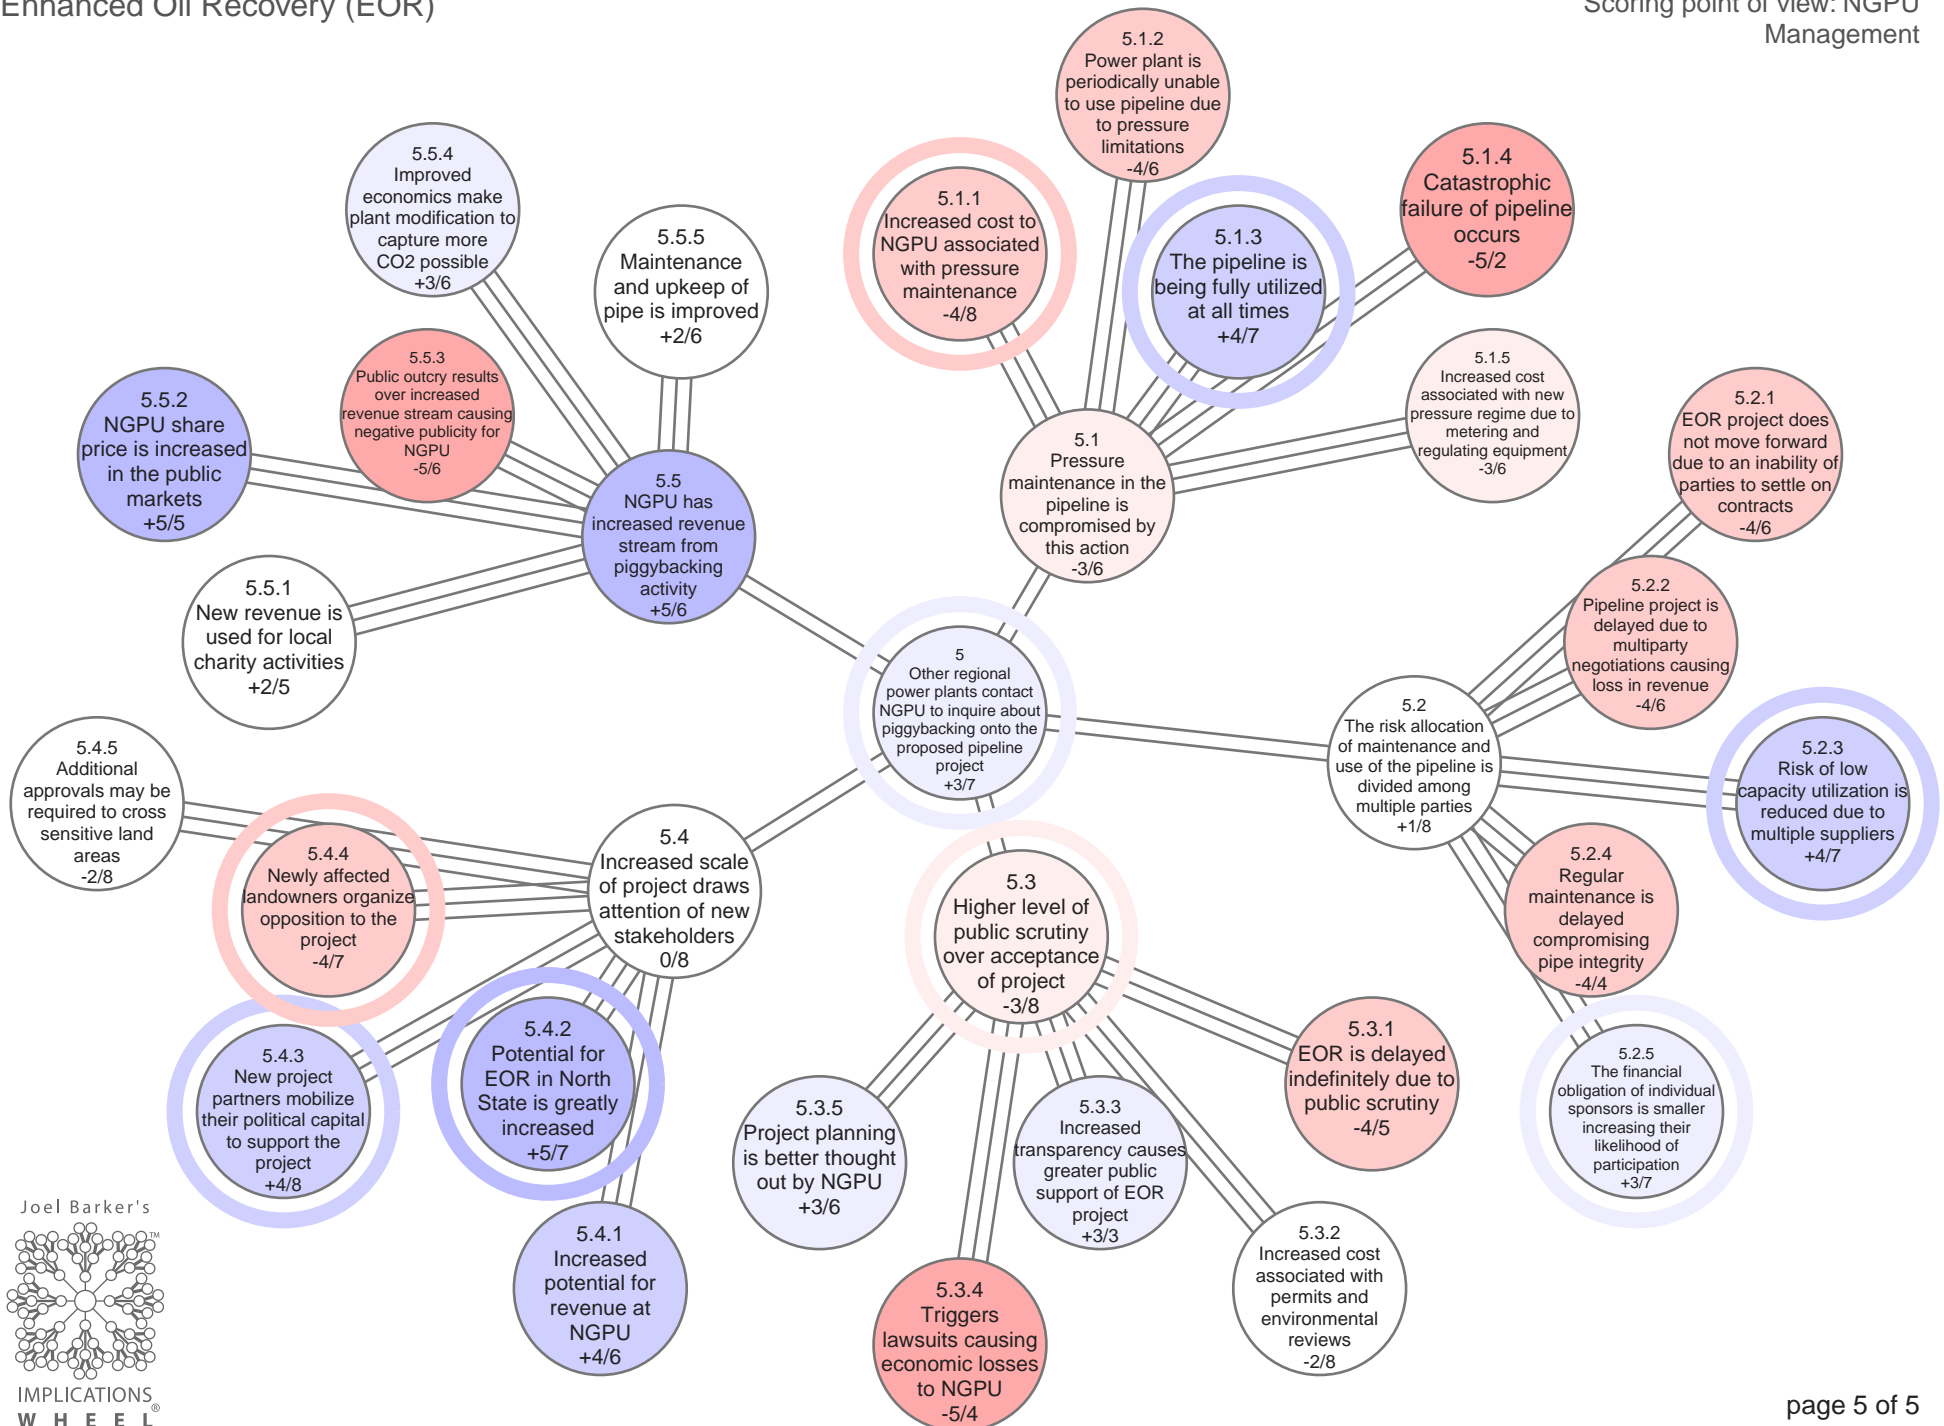 Enhanced Oil Recovery (EOR)
Scoring point of view: NGPU
Management
5.1.2
Power plant is
periodically unable
to use pipeline due
to pressure
limitations
-4/6
5.5.4
Improved
economics make
plant modification to
capture more
CO2 possible
+3/6
5.1.4
Catastrophic
failure of pipeline
occurs
-5/2
5.1.1
Increased cost to
NGPU associated
with pressure
maintenance
-4/8
5.1.3
The pipeline is
being fully utilized
at all times
+4/7
5.5.5
Maintenance
and upkeep of
pipe is improved
+2/6
5.5.3
Public outcry results
over increased
revenue stream causing
negative publicity for
NGPU
-5/6
5.1.5
Increased cost
associated with new
pressure regime due to
metering and
regulating equipment
-3/6
5.5.2
NGPU share
price is increased
in the public
markets
+5/5
5.2.1
EOR project does
not move forward
due to an inability of
parties to settle on
contracts
-4/6
5.1
Pressure
maintenance in the
pipeline is
compromised by
this action
-3/6
5.5
NGPU has
increased revenue
stream from
piggybacking
activity
+5/6
5.5.1
New revenue is
used for local
charity activities
+2/5
5.2.2
Pipeline project is
delayed due to
multiparty
negotiations causing
loss in revenue
-4/6
5
Other regional
power plants contact
NGPU to inquire about
piggybacking onto the
proposed pipeline
project
+3/7
5.2
The risk allocation
of maintenance and
use of the pipeline is
divided among
multiple parties
+1/8
5.2.3
Risk of low
capacity utilization is
reduced due to
multiple suppliers
+4/7
5.4.5
Additional
approvals may be
required to cross
sensitive land
areas
-2/8
5.4
Increased scale
of project draws
attention of new
stakeholders
0/8
5.4.4
Newly affected
landowners organize
opposition to the
project
-4/7
5.3
Higher level of
public scrutiny
over acceptance
of project
-3/8
5.2.4
Regular
maintenance is
delayed
compromising
pipe integrity
-4/4
5.4.3
New project
partners mobilize
their political capital
to support the
project
+4/8
5.4.2
Potential for
EOR in North
State is greatly
increased
+5/7
5.3.1
EOR is delayed
indefinitely due to
public scrutiny
-4/5
5.2.5
The financial
obligation of individual
sponsors is smaller
increasing their
likelihood of
participation
+3/7
5.3.5
Project planning
is better thought
out by NGPU
+3/6
5.3.3
Increased
transparency causes
greater public
support of EOR
project
+3/3
5.4.1
Increased
potential for
revenue at
NGPU
+4/6
5.3.4
Triggers
lawsuits causing
economic losses
to NGPU
-5/4
5.3.2
Increased cost
associated with
permits and
environmental
reviews
-2/8
Joel Barker's
TM
IMPLICATIONS
WHEEL®
page 5 of 5